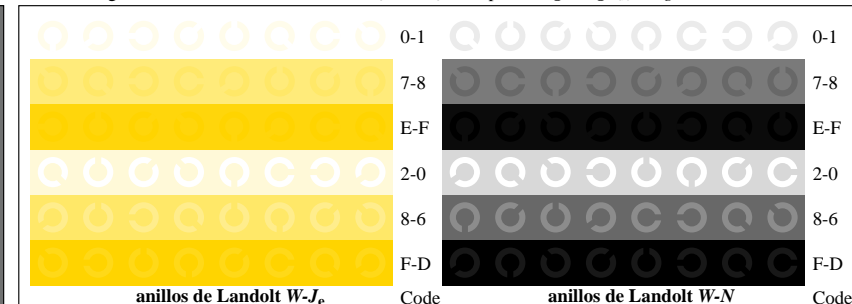 0-1 0-1
7-8 7-8
E-F E-F
2-0 2-0
8-6 8-6
F-D F-D
anillos de Landolt W-Jₑ Code anillos de Landolt W-N Code